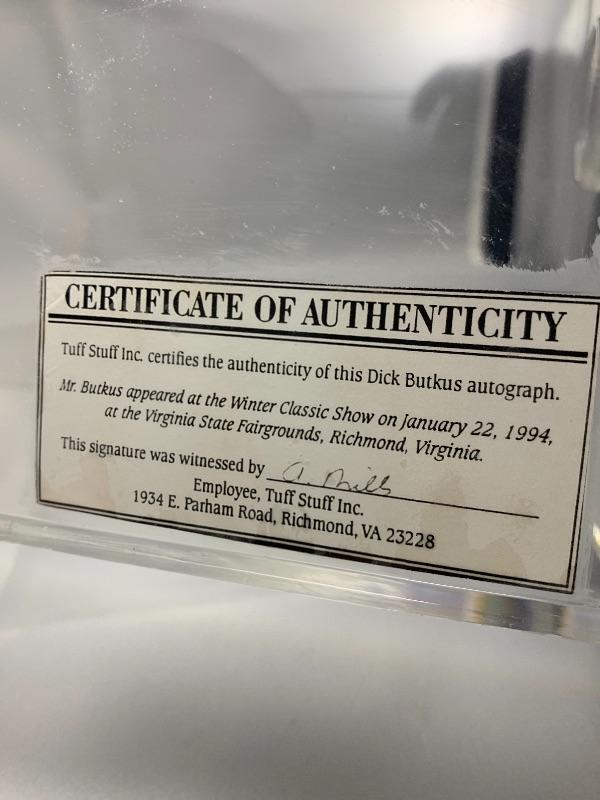 CERTIFICATE OF AUTHENTICITY
Tuff Stuff Inc. certifies the authenticity of this Dick Butkus autograph.
Mr. Butkus appeared at the Winter Classic Show on January 22, 1994,
at the Virginia State Fairgrounds, Richmond, Virginia.
This signature was witnessed by a. Mills
Employee, Tuff Stuff Inc.
1934 E. Parham Road, Richmond, VA 23228